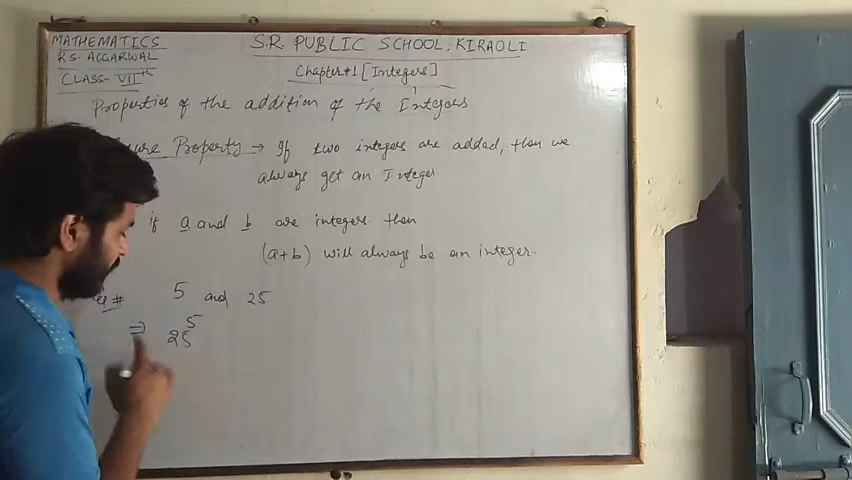 MATHEMATICS
R.S. AGGARWAL
CLASS- VIIth
S.R. PUBLIC SCHOOL, KIRAOLI
Chapter#1 [Integers]
Properties of the addition of the Integers
Property → If two integers are added, then we
always get an Integer.
if a and b are integers then
(a+b) will always be an integer.
# 5 and 25
⇒ 5
25